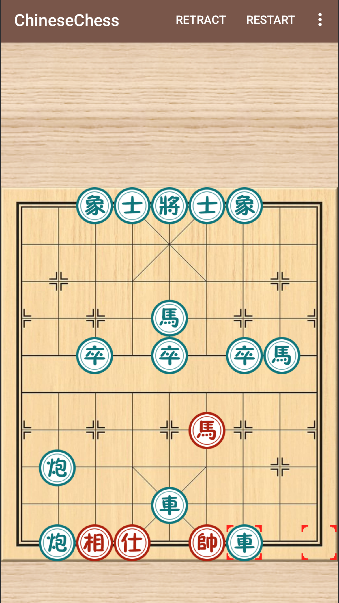 ChineseChess RETRACT RESTART
象 士 將 士 象
馬
卒 卒 卒 馬
馬
炮
車
炮 相 仕 帥 車